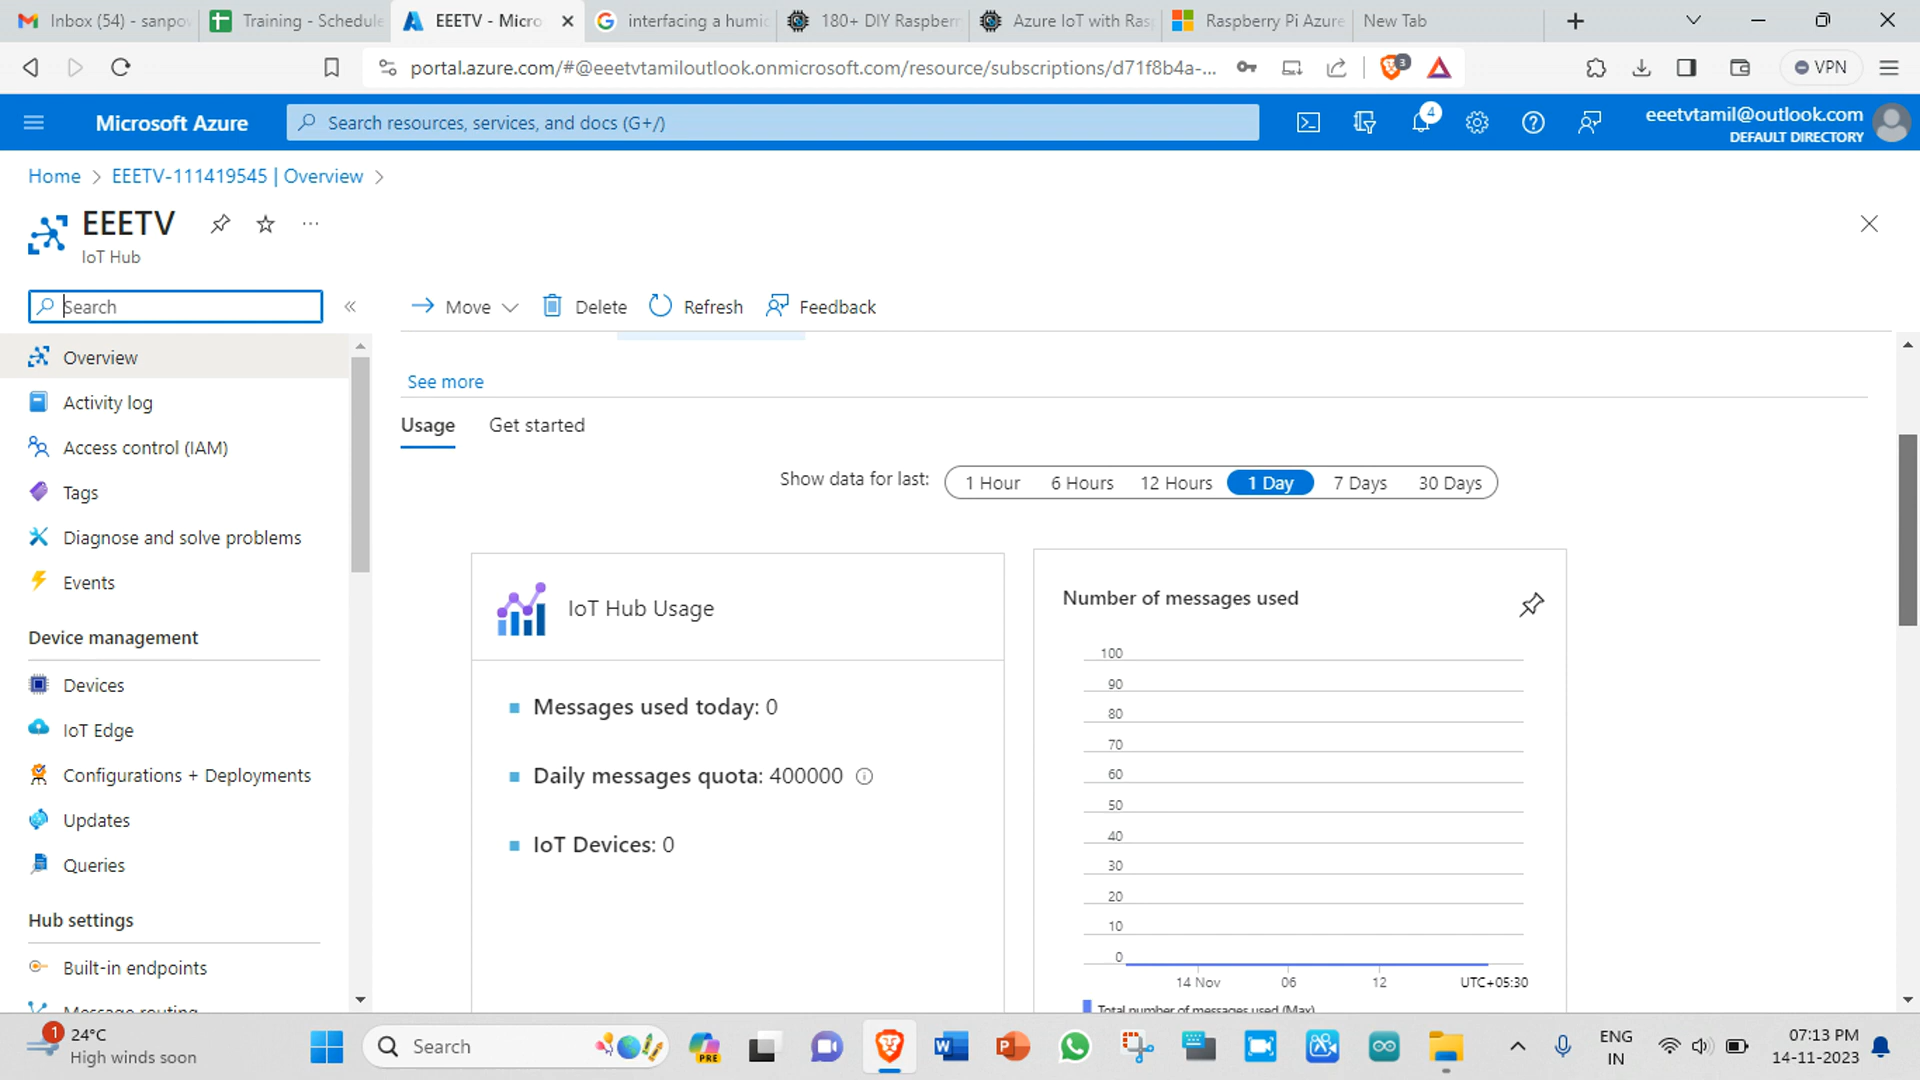 Inbox (54) - sanpov
Training - Schedule
EEETV - Micro
interfacing a humic
180+ DIY Raspberr
Azure IoT with Rasp
Raspberry Pi Azure
New Tab
portal.azure.com/#@eeetvtamiloutlook.onmicrosoft.com/resource/subscriptions/d71f8b4a-...
3
VPN
Microsoft Azure
Search resources, services, and docs (G+/)
4
eeetvtamil@outlook.com
DEFAULT DIRECTORY
Home > EEETV-111419545 | Overview >
EEETV
IoT Hub
Search
«
Move
Delete
Refresh
Feedback
Overview
Activity log
Access control (IAM)
Tags
Diagnose and solve problems
Events
Device management
Devices
IoT Edge
Configurations + Deployments
Updates
Queries
Hub settings
Built-in endpoints
Message routing
See more
Usage
Get started
Show data for last:
1 Hour
6 Hours
12 Hours
1 Day
7 Days
30 Days
IoT Hub Usage
Messages used today: 0
Daily messages quota: 400000
IoT Devices: 0
Number of messages used
100
90
80
70
60
50
40
30
20
10
0
14 Nov
06
12
UTC+05:30
Total number of messages used (Max)
1
24°C
High winds soon
Search
PRE
ENG
IN
07:13 PM
14-11-2023